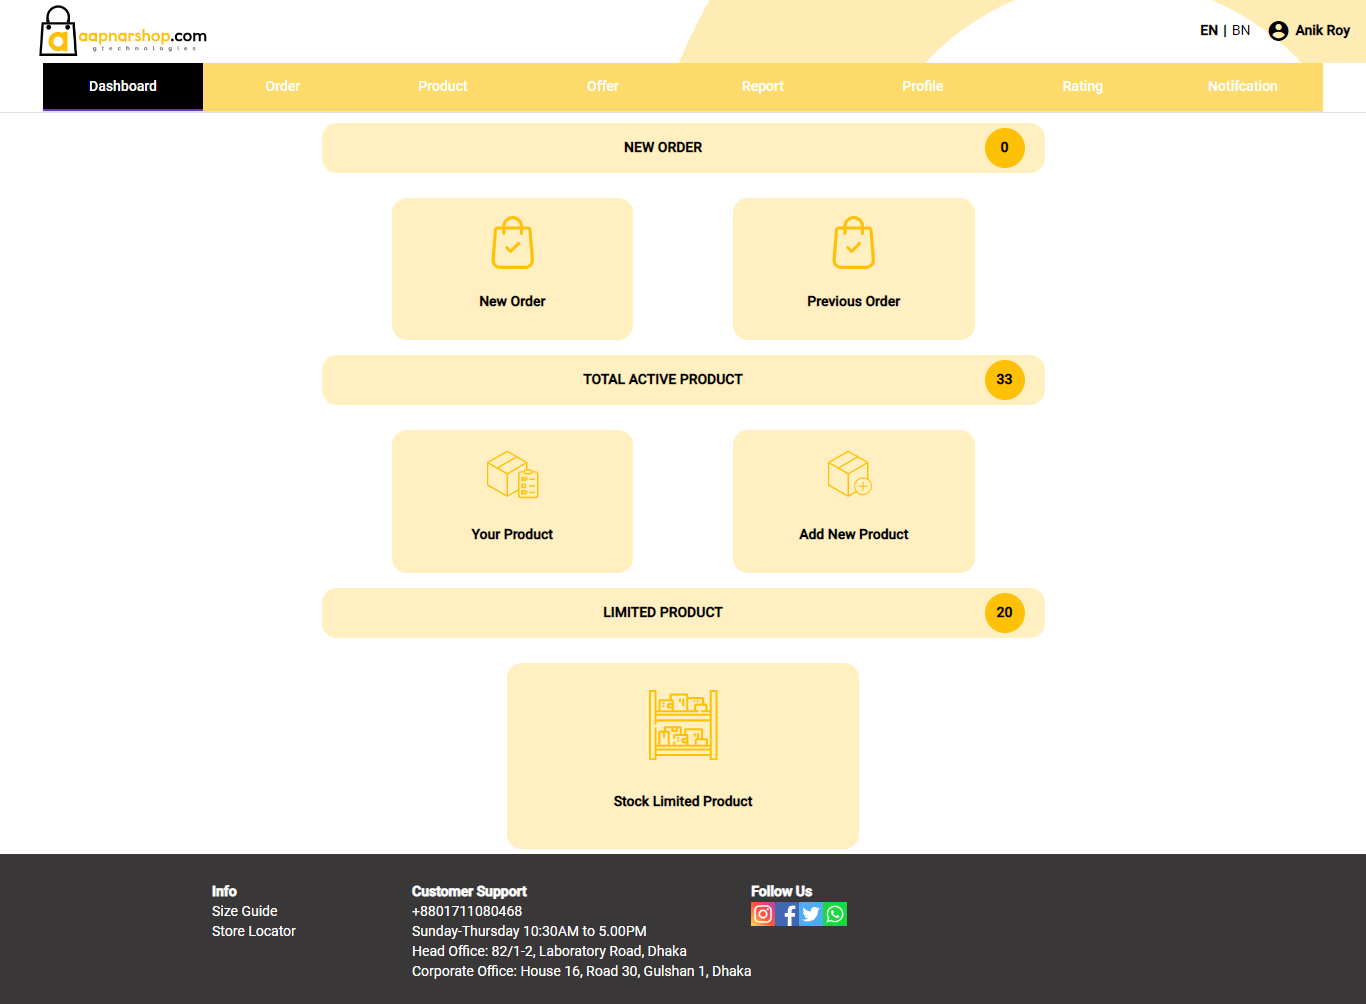 a aapnarshop.com
gtechnologies
EN | BN Anik Roy
Dashboard Order Product Offer Report Profile Rating Notifcation
NEW ORDER 0
New Order Previous Order
TOTAL ACTIVE PRODUCT 33
Your Product Add New Product
LIMITED PRODUCT 20
Stock Limited Product
Info
Size Guide
Store Locator
Customer Support
+8801711080468
Sunday-Thursday 10:30AM to 5.00PM
Head Office: 82/1-2, Laboratory Road, Dhaka
Corporate Office: House 16, Road 30, Gulshan 1, Dhaka
Follow Us